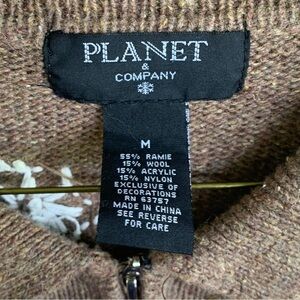 PLANET
&
COMPANY
M
55% RAMIE
15% WOOL
15% ACRYLIC
15% NYLON
EXCLUSIVE OF
DECORATIONS
RN 63757
MADE IN CHINA
SEE REVERSE
FOR CARE